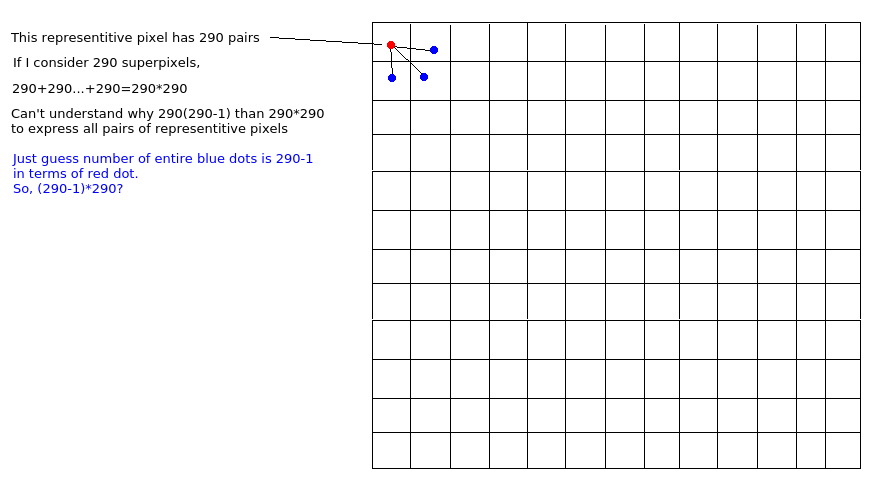 This representitive pixel has 290 pairs
If I consider 290 superpixels,
290+290...+290=290*290
Can't understand why 290(290-1) than 290*290
to express all pairs of representitive pixels
Just guess number of entire blue dots is 290-1
in terms of red dot.
So, (290-1)*290?